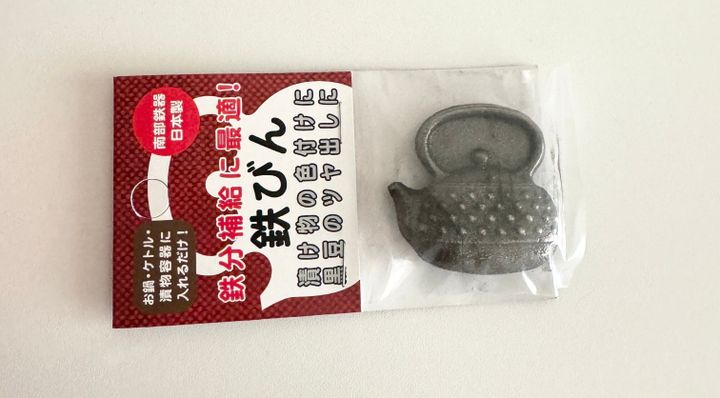 南部鉄器
日本製
鉄分補給に最適!
鉄びん
漬け物の色付けに
黒豆のツヤ出しに
お鍋・ケトル・
漬物容器に
入れるだけ!